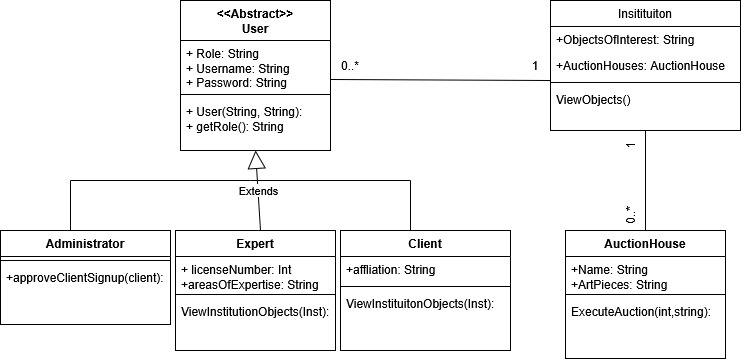 <<Abstract>>
User
+ Role: String
+ Username: String
+ Password: String
+ User(String, String):
+ getRole(): String
0..*
1
Insitituiton
+ObjectsOfInterest: String
+AuctionHouses: AuctionHouse
ViewObjects()
1
0..*
Extends
Administrator
+approveClientSignup(client):
Expert
+ licenseNumber: Int
+areasOfExpertise: String
ViewInstitutionObjects(Inst):
Client
+affliation: String
ViewInstituitonObjects(Inst):
AuctionHouse
+Name: String
+ArtPieces: String
ExecuteAuction(int,string):